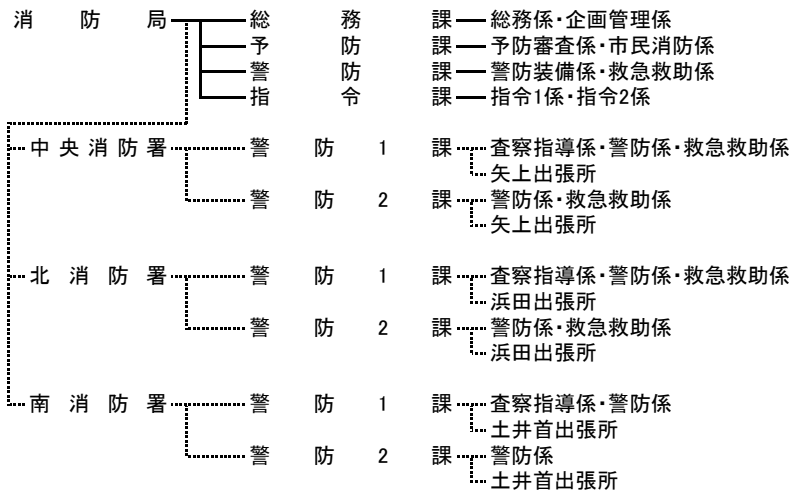 消防局 総務課 総務係・企画管理係
予防課 予防審査係・市民消防係
警防課 警防装備係・救急救助係
指令課 指令1係・指令2係
中央消防署 警防1課 査察指導係・警防係・救急救助係
矢上出張所
警防2課 警防係・救急救助係
矢上出張所
北消防署 警防1課 査察指導係・警防係・救急救助係
浜田出張所
警防2課 警防係・救急救助係
浜田出張所
南消防署 警防1課 査察指導係・警防係
土井首出張所
警防2課 警防係
土井首出張所